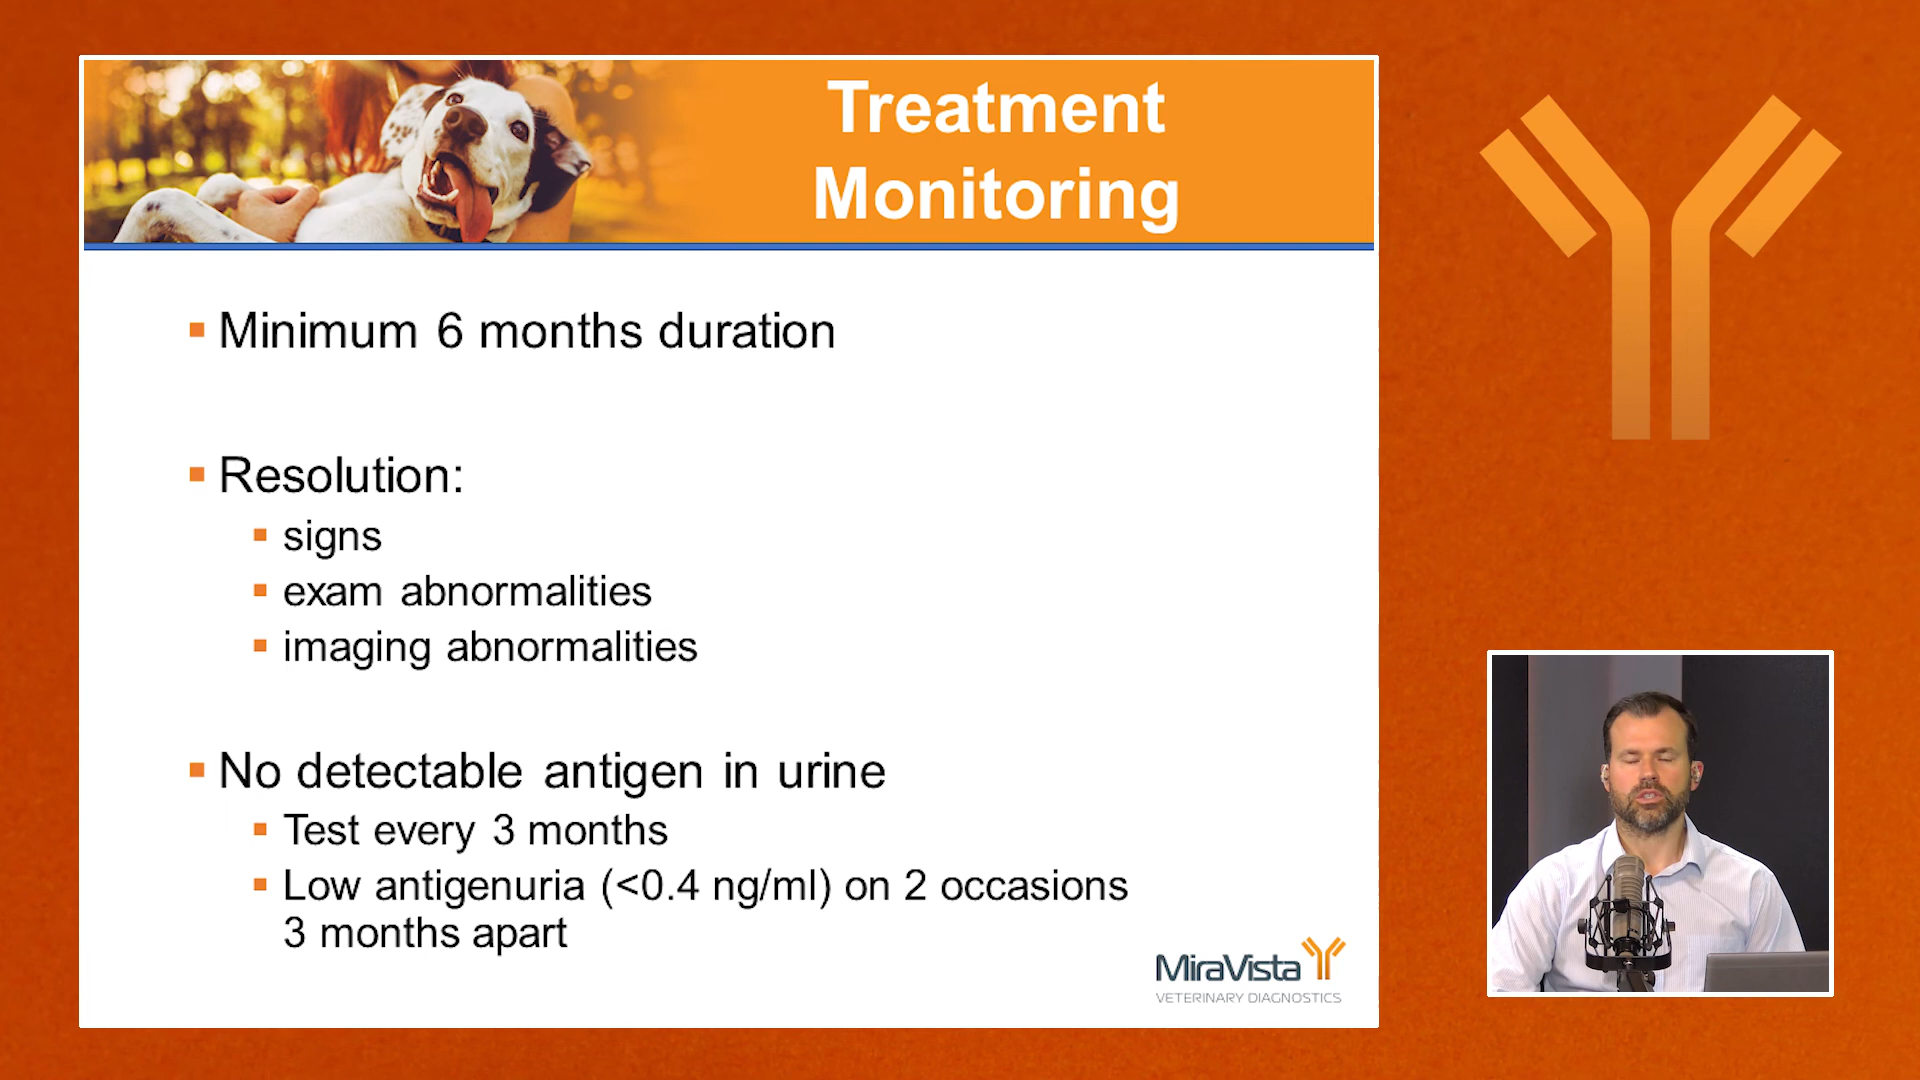 Treatment
Monitoring
Minimum 6 months duration
Resolution:
signs
exam abnormalities
imaging abnormalities
No detectable antigen in urine
Test every 3 months
Low antigenuria (<0.4 ng/ml) on 2 occasions
3 months apart
MiraVista
VETERINARY DIAGNOSTICS